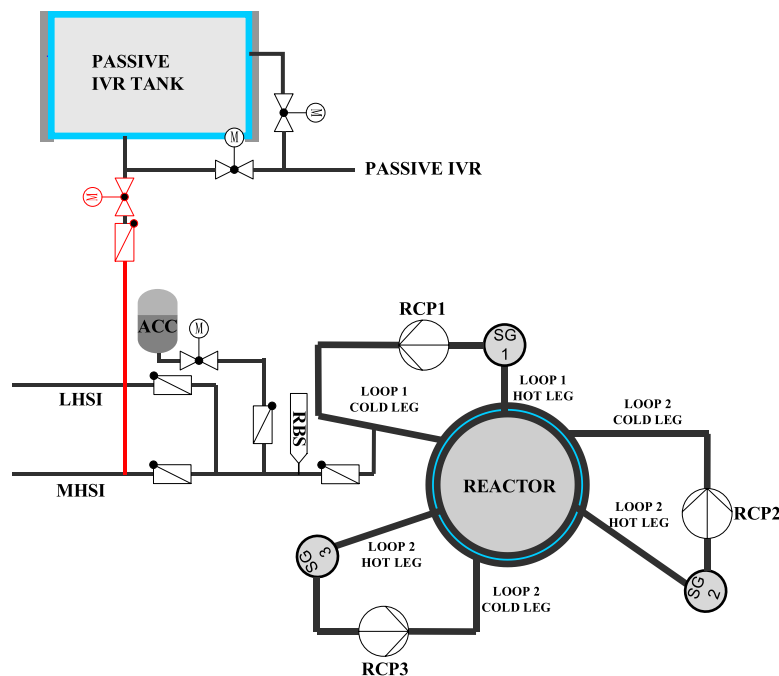 PASSIVE
IVR TANK
M
M
PASSIVE IVR
M
ACC
M
RCP1
SG
1
LHSI
LOOP 1
COLD LEG
LOOP 1
HOT LEG
LOOP 2
COLD LEG
RBS
MHSI
REACTOR
LOOP 2
HOT LEG
RCP2
SG
3
LOOP 2
HOT LEG
LOOP 2
COLD LEG
SG
2
RCP3